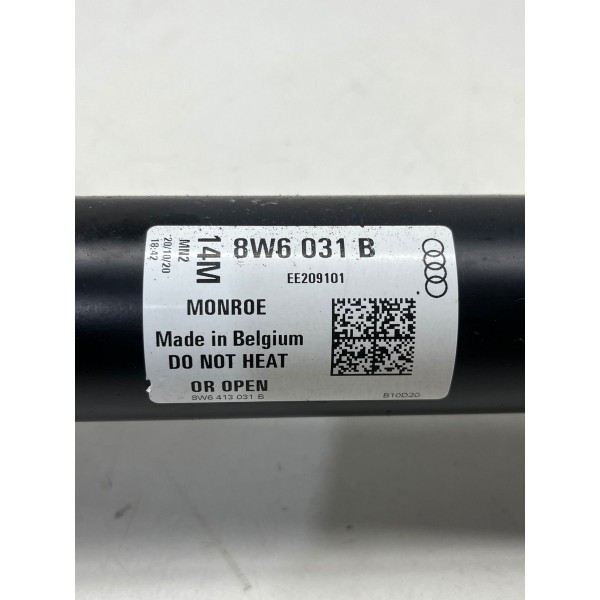 8W6 031 B
EE209101
14M
MN2
20/10/20
18:42
MONROE
Made in Belgium
DO NOT HEAT
OR OPEN
8W6 413 031 B
B10D20